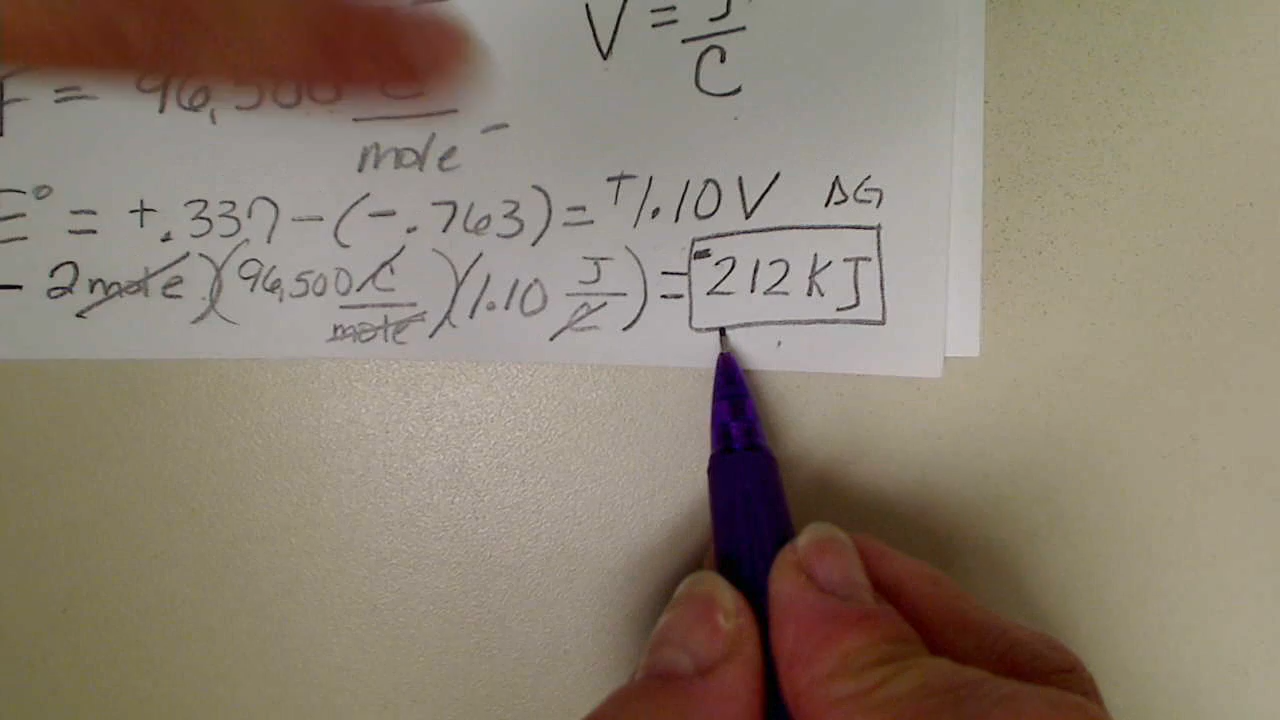 V = J/C
F = 96,500 C/mole⁻
E° = +.337 - (-.763) = +1.10 V ΔG
- 2 mole)(96,500 C/mole)(1.10 J/C) = -212 kJ